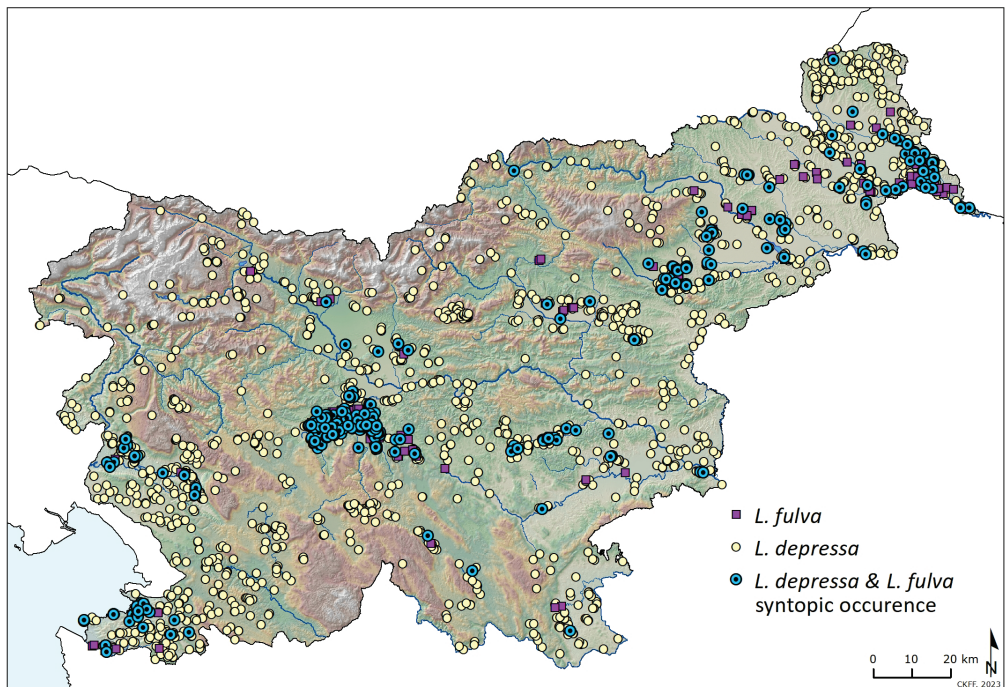 L. fulva
L. depressa
L. depressa & L. fulva
syntopic occurence
0 10 20 km
N
CKFF, 2023